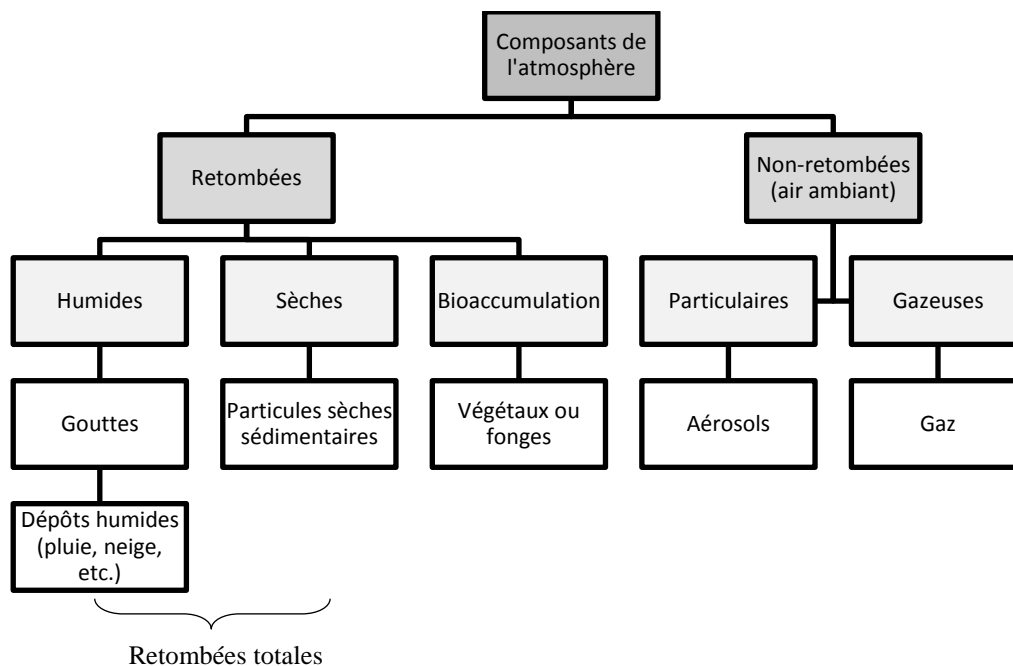 Composants de
l'atmosphère
Retombées
Non-retombées
(air ambiant)
Humides
Sèches
Bioaccumulation
Particulaires
Gazeuses
Gouttes
Particules sèches
sédimentaires
Végétaux ou
fonges
Aérosols
Gaz
Dépôts humides
(pluie, neige,
etc.)
Retombées totales